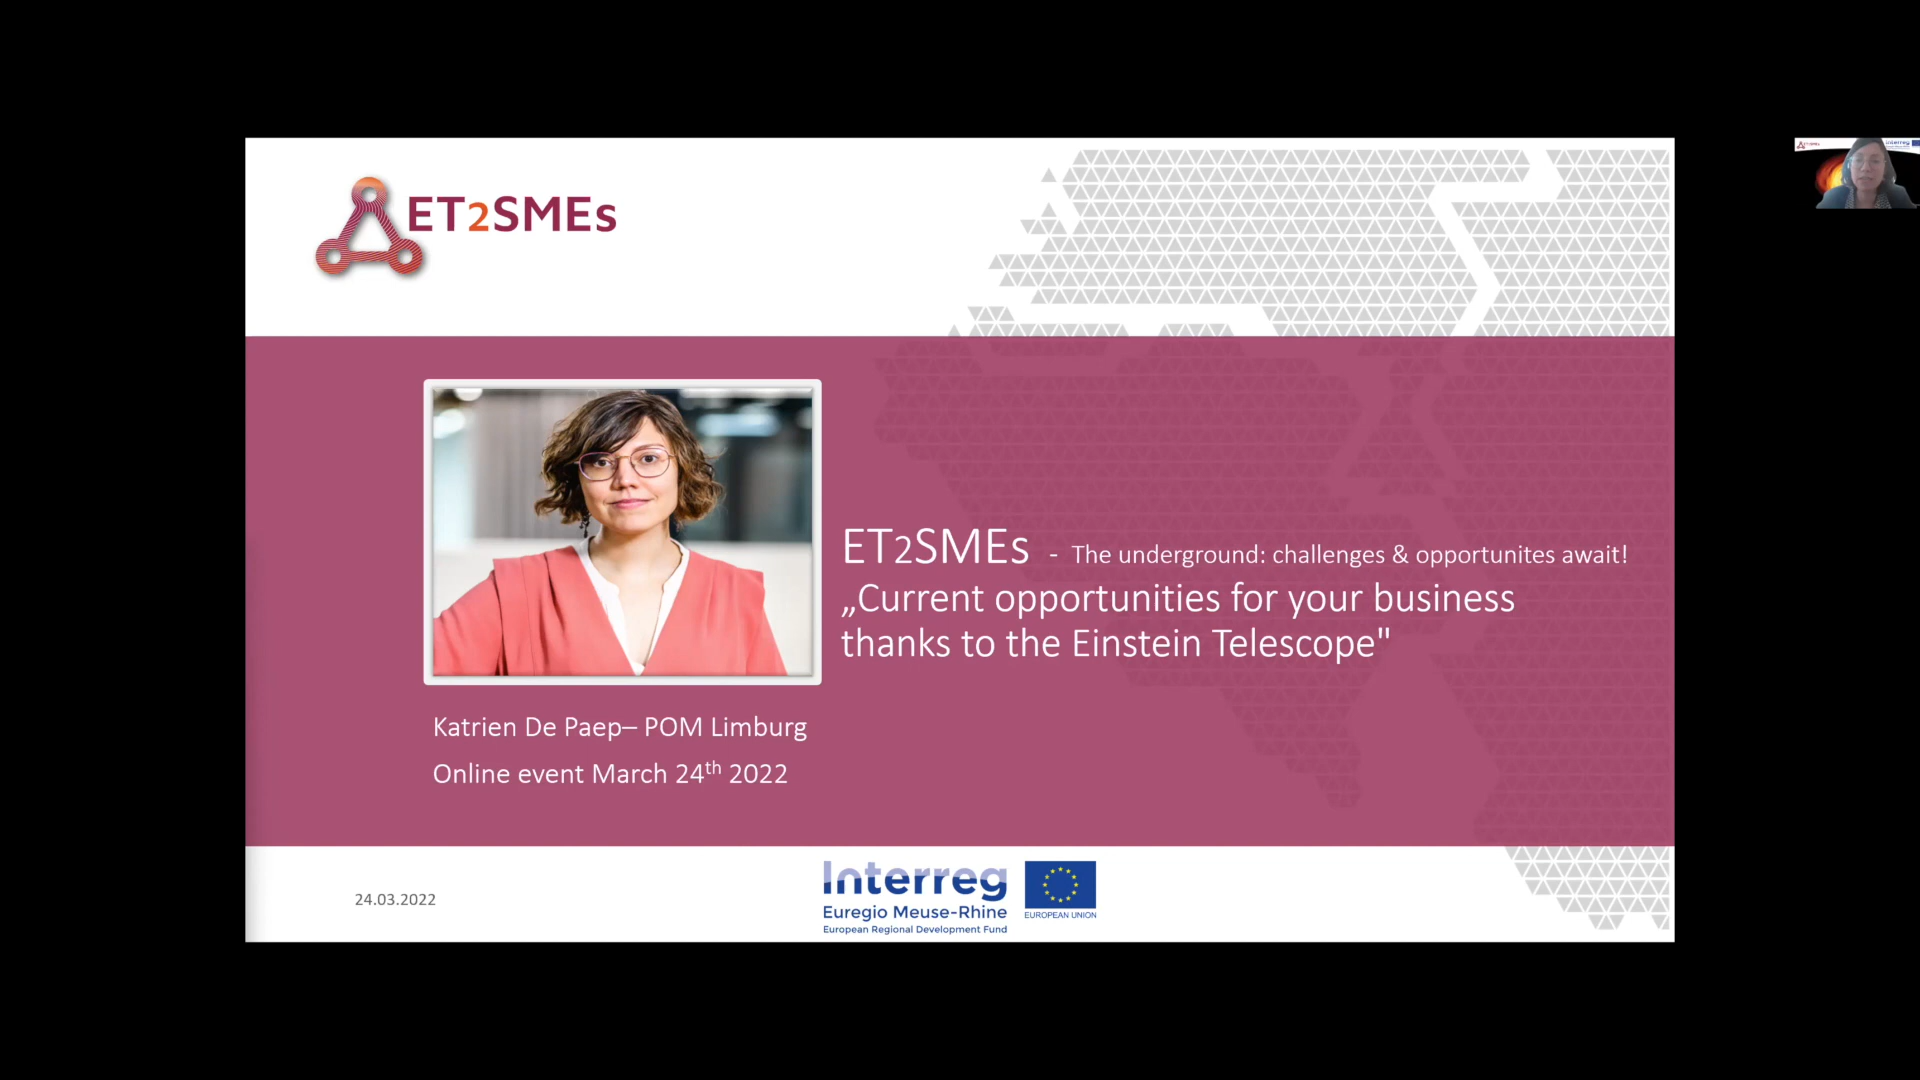 ET2SMEs
ET2SMEs - The underground: challenges & opportunites await!
„Current opportunities for your business
thanks to the Einstein Telescope"
Katrien De Paep– POM Limburg
Online event March 24th 2022
24.03.2022
Interreg
Euregio Meuse-Rhine
European Regional Development Fund
EUROPEAN UNION